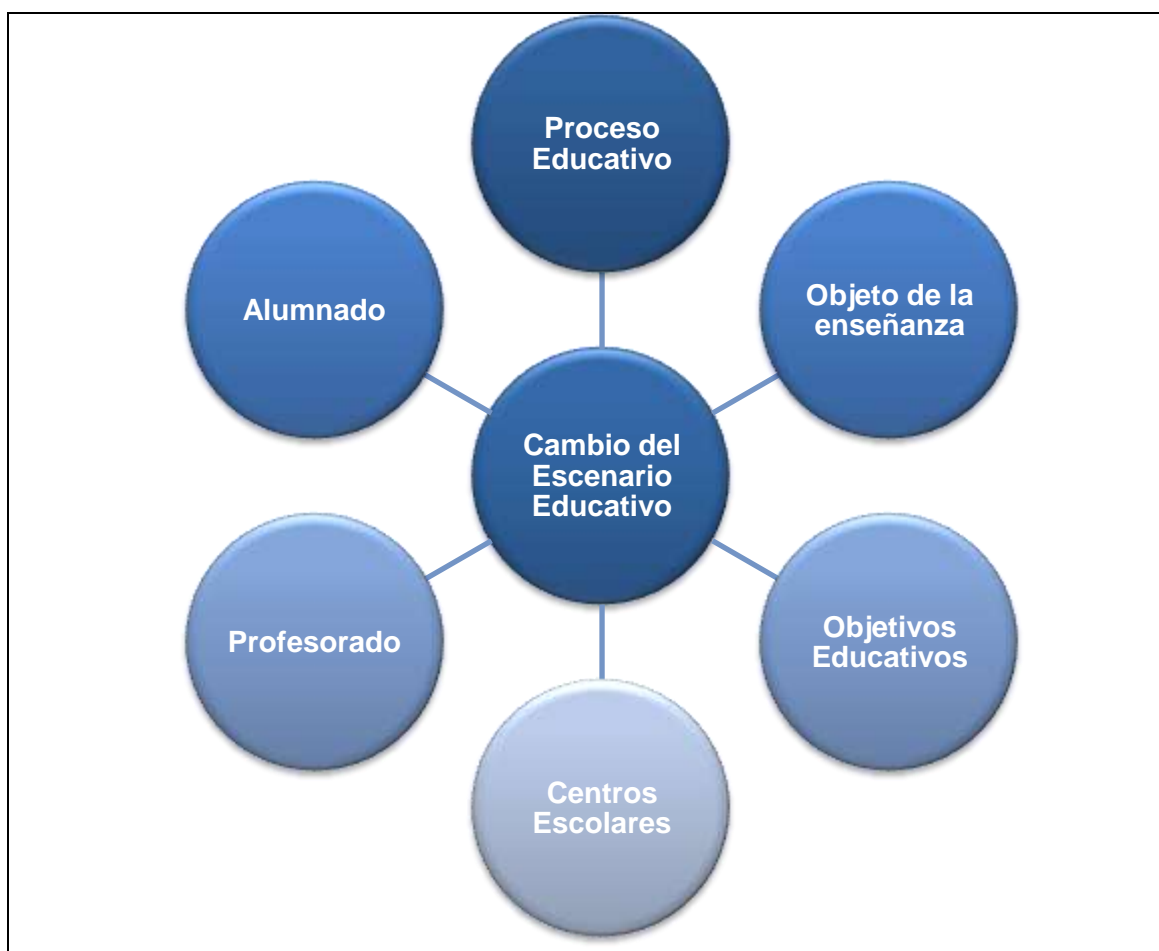 Proceso
Educativo
Alumnado
Objeto de la
enseñanza
Cambio del
Escenario
Educativo
Profesorado
Objetivos
Educativos
Centros
Escolares